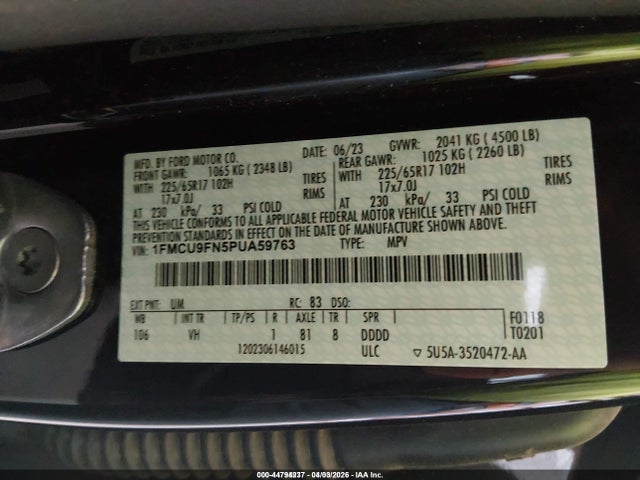 MFD. BY FORD MOTOR CO.
DATE: 06/23 GVWR: 2041 KG ( 4500 LB)
FRONT GAWR: 1065 KG ( 2348 LB)
REAR GAWR: 1025 KG ( 2260 LB)
WITH 225/65R17 102H TIRES
WITH 225/65R17 102H TIRES
17x7.0J RIMS
17x7.0J RIMS
AT 230 kPa/ 33 PSI COLD
AT 230 kPa/ 33 PSI COLD
THIS VEHICLE CONFORMS TO ALL APPLICABLE FEDERAL MOTOR VEHICLE SAFETY AND THEFT
PREVENTION STANDARDS IN EFFECT ON THE DATE OF MANUFACTURE SHOWN ABOVE.
VIN: 1FMCU9FN5PUA59763 TYPE: MPV
EXT PNT: UM RC: 83 DSO:
WB INT TR TP/PS R AXLE TR SPR F0118
106 VH 1 81 8 DDDD T0201
1202306146015 ULC ▽ 5U5A-3520472-AA
000-44794237 - 04/03/2026 - IAA Inc.